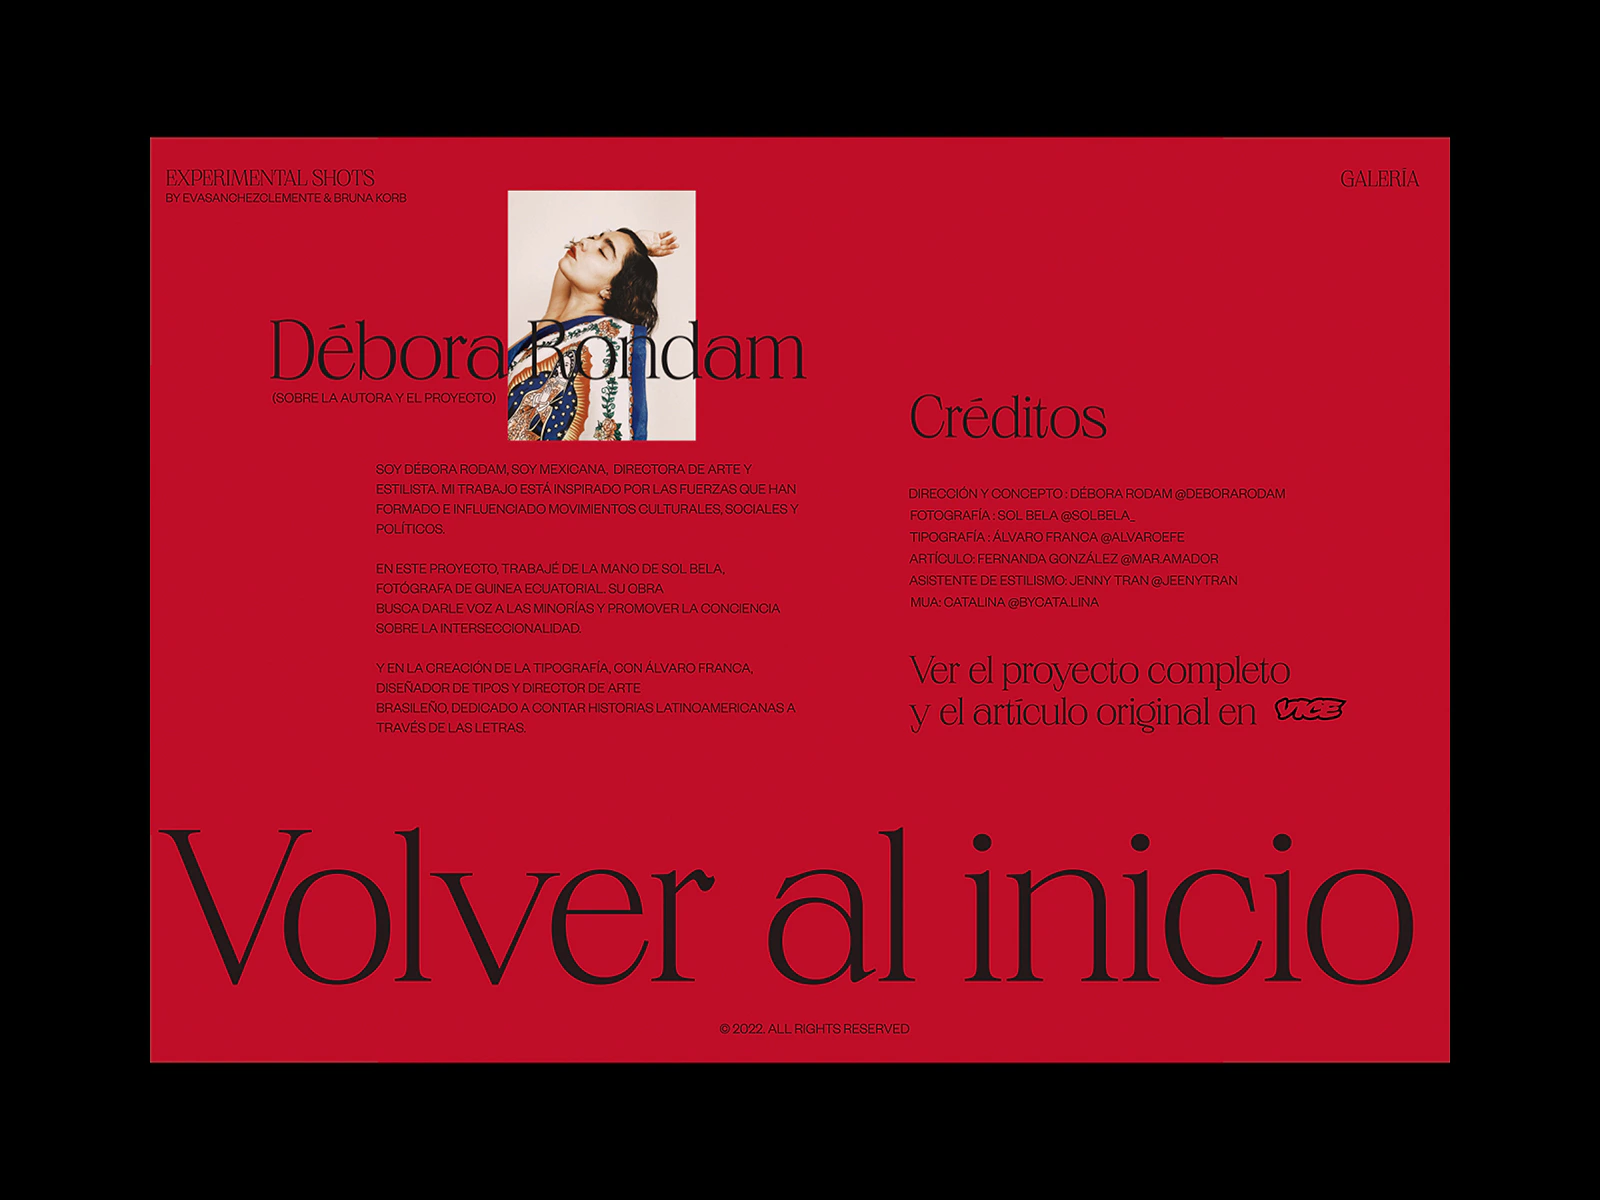 EXPERIMENTAL SHOTS
BY EVASANCHEZCLEMENTE & BRUNA KORB
GALERÍA
Débora Rondam
(SOBRE LA AUTORA Y EL PROYECTO)
SOY DÉBORA RODAM, SOY MEXICANA, DIRECTORA DE ARTE Y
ESTILISTA. MI TRABAJO ESTÁ INSPIRADO POR LAS FUERZAS QUE HAN
FORMADO E INFLUENCIADO MOVIMIENTOS CULTURALES, SOCIALES Y
POLÍTICOS.
EN ESTE PROYECTO, TRABAJÉ DE LA MANO DE SOL BELA,
FOTÓGRAFA DE GUINEA ECUATORIAL. SU OBRA
BUSCA DARLE VOZ A LAS MINORÍAS Y PROMOVER LA CONCIENCIA
SOBRE LA INTERSECCIONALIDAD.
Y EN LA CREACIÓN DE LA TIPOGRAFÍA, CON ÁLVARO FRANCA,
DISEÑADOR DE TIPOS Y DIRECTOR DE ARTE
BRASILEÑO, DEDICADO A CONTAR HISTORIAS LATINOAMERICANAS A
TRAVÉS DE LAS LETRAS.
Créditos
DIRECCIÓN Y CONCEPTO : DÉBORA RODAM @DEBORARODAM
FOTOGRAFÍA : SOL BELA @SOLBELA_
TIPOGRAFÍA : ÁLVARO FRANCA @ALVAROEFE
ARTÍCULO: FERNANDA GONZÁLEZ @MAR.AMADOR
ASISTENTE DE ESTILISMO: JENNY TRAN @JEENYTRAN
MUA: CATALINA @BYCATA.LINA
Ver el proyecto completo
y el artículo original en VICE
Volver al inicio
© 2022. ALL RIGHTS RESERVED